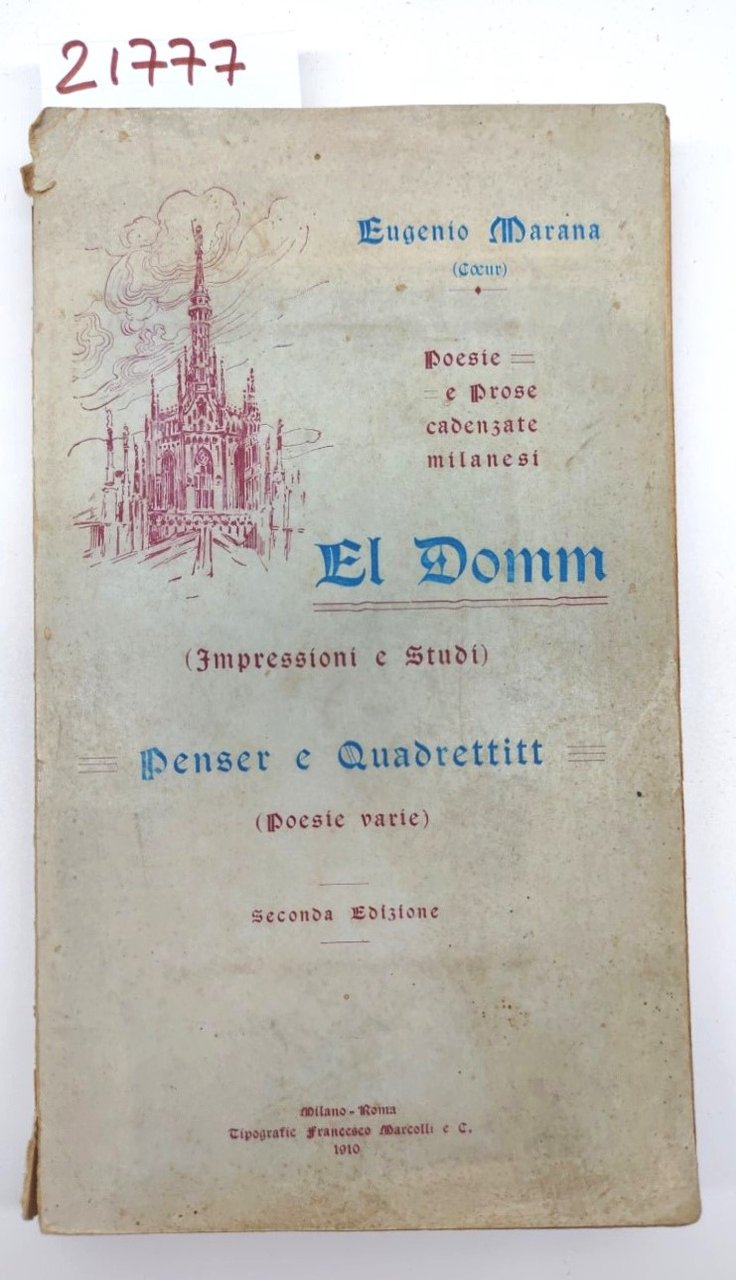 21777
Eugenio Marana
(Cœur)
Poesie
e Prose
cadenzate
milanesi
El Domm
(Impressioni e Studi)
Penser e Quadrettitt
(Poesie varie)
Seconda Edizione
Milano - Roma
Tipografie Francesco Marcolli e C.
1910